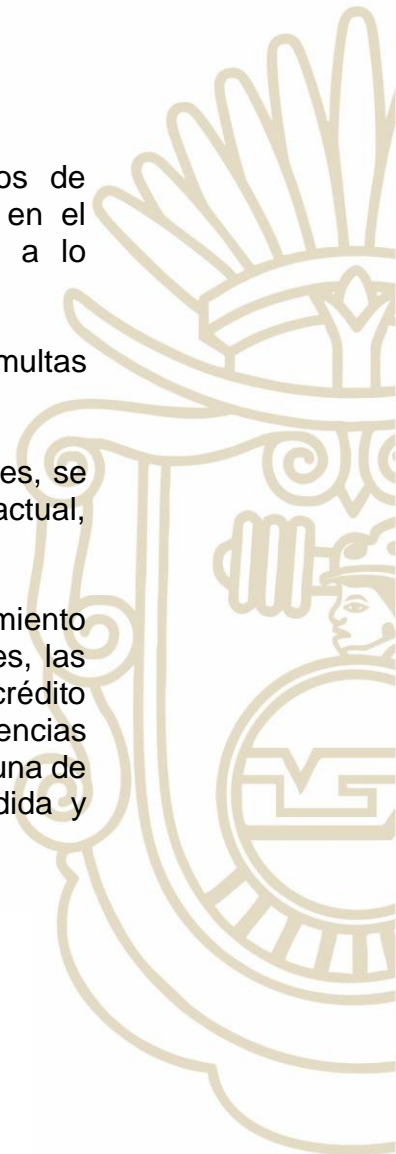 os de
en el
a lo
multas
es, se
actual,
miento
es, las
crédito
encias
una de
dida y